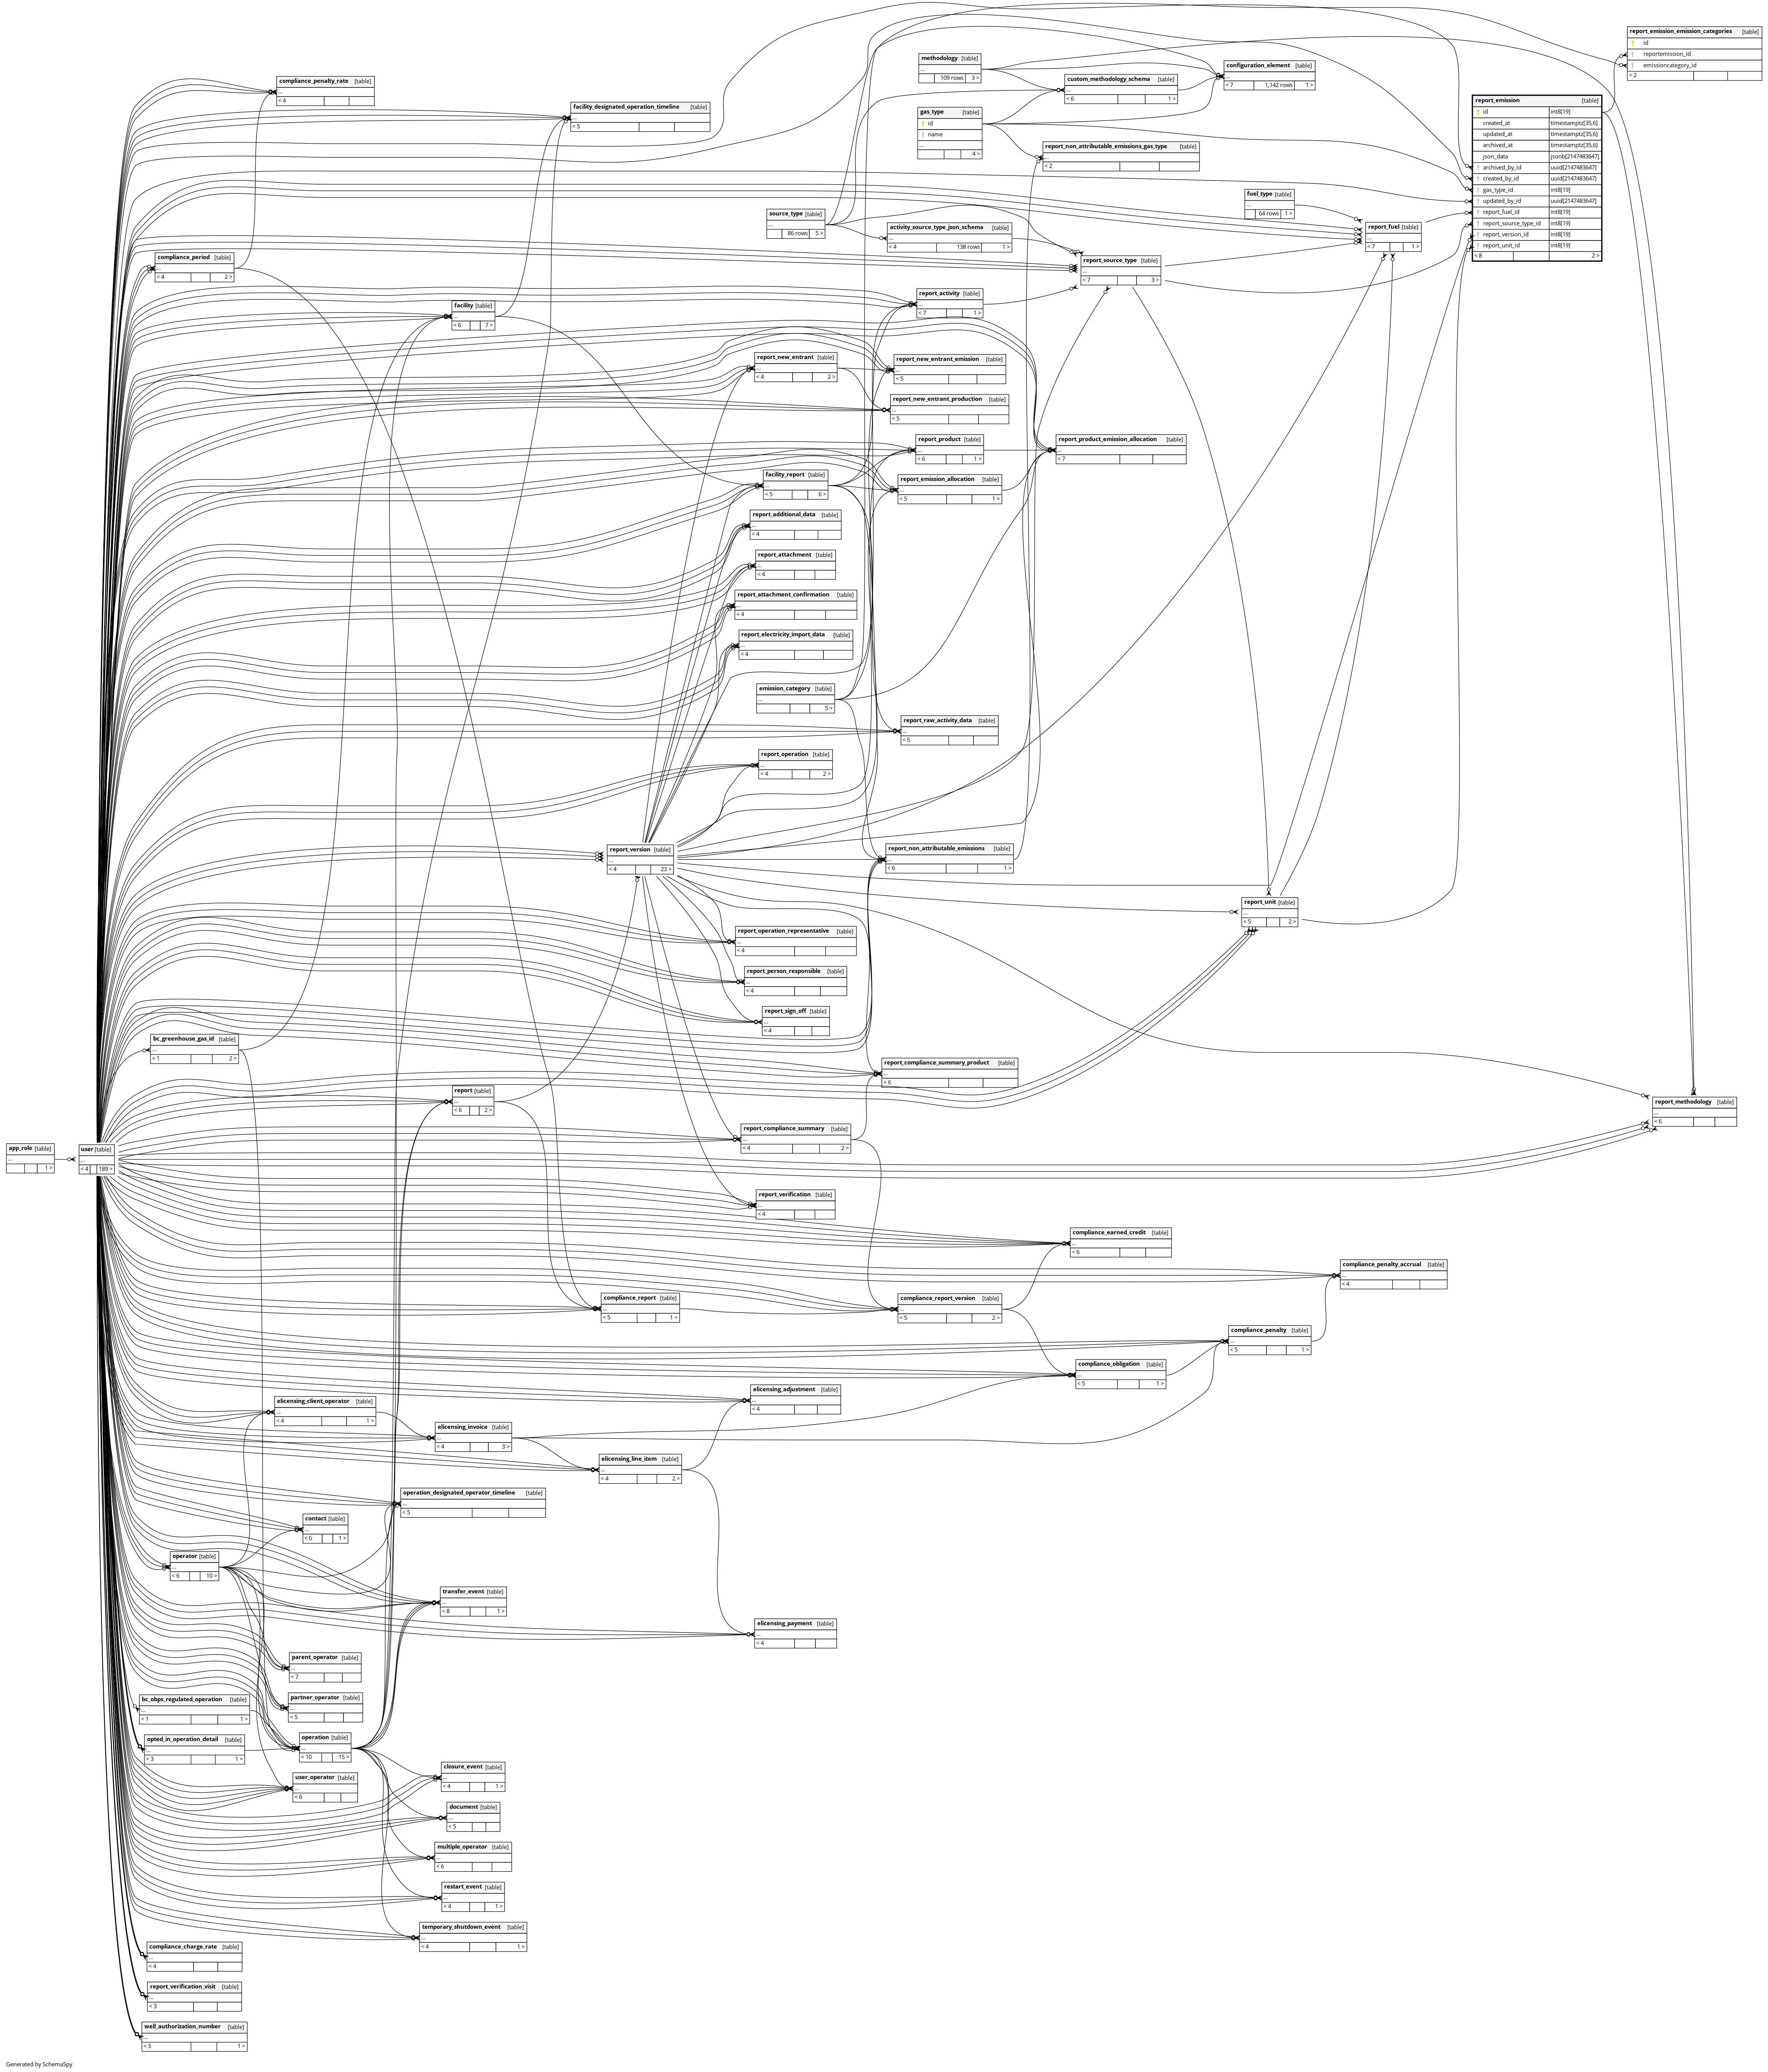 report_emission_emission_categories [table]
id
reportemission_id
emissioncategory_id
< 2
methodology [table]
...
109 rows 3 >
configuration_element [table]
...
< 7 1,142 rows 1 >
custom_methodology_schema [table]
...
< 6 1 >
compliance_penalty_rate [table]
...
< 4
report_emission [table]
id int8[19]
created_at timestamptz[35,6]
updated_at timestamptz[35,6]
archived_at timestamptz[35,6]
json_data jsonb[2147483647]
archived_by_id uuid[2147483647]
created_by_id uuid[2147483647]
gas_type_id int8[19]
updated_by_id uuid[2147483647]
report_fuel_id int8[19]
report_source_type_id int8[19]
report_version_id int8[19]
report_unit_id int8[19]
< 8 2 >
facility_designated_operation_timeline [table]
...
< 5
gas_type [table]
id
name
...
4 >
report_non_attributable_emissions_gas_type [table]
...
< 2
fuel_type [table]
...
64 rows 1 >
source_type [table]
...
86 rows 5 >
activity_source_type_json_schema [table]
...
< 4 138 rows 1 >
report_fuel [table]
...
< 7 1 >
compliance_period [table]
...
< 4 2 >
report_source_type [table]
...
< 7 3 >
report_activity [table]
...
< 7 1 >
facility [table]
...
< 6 7 >
report_new_entrant [table]
...
< 4 2 >
report_new_entrant_emission [table]
...
< 5
report_new_entrant_production [table]
...
< 5
report_product [table]
...
< 6 1 >
report_product_emission_allocation [table]
...
< 7
facility_report [table]
...
< 5 6 >
report_emission_allocation [table]
...
< 5 1 >
report_additional_data [table]
...
< 4
report_attachment [table]
...
< 4
report_attachment_confirmation [table]
...
< 4
report_electricity_import_data [table]
...
< 4
emission_category [table]
...
5 >
report_raw_activity_data [table]
...
< 5
report_operation [table]
...
< 4 2 >
report_version [table]
...
< 4 23 >
report_non_attributable_emissions [table]
...
< 6 1 >
report_unit [table]
...
< 5 2 >
report_operation_representative [table]
...
< 4
report_person_responsible [table]
...
< 4
report_sign_off [table]
...
< 4
bc_greenhouse_gas_id [table]
...
< 1 2 >
report_compliance_summary_product [table]
...
< 6
report [table]
...
< 6 2 >
report_methodology [table]
...
< 6
report_compliance_summary [table]
...
< 4 2 >
app_role [table]
...
1 >
user [table]
...
< 4 189 >
report_verification [table]
...
< 4
compliance_earned_credit [table]
...
< 6
compliance_penalty_accrual [table]
...
< 4
compliance_report [table]
...
< 5 1 >
compliance_report_version [table]
...
< 5 2 >
compliance_penalty [table]
...
< 5 1 >
compliance_obligation [table]
...
< 5 1 >
elicensing_adjustment [table]
...
< 4
elicensing_client_operator [table]
...
< 4 1 >
elicensing_invoice [table]
...
< 4 3 >
elicensing_line_item [table]
...
< 4 2 >
operation_designated_operator_timeline [table]
...
< 5
contact [table]
...
< 6 1 >
operator [table]
...
< 6 10 >
transfer_event [table]
...
< 8 1 >
elicensing_payment [table]
...
< 4
parent_operator [table]
...
< 7
bc_obps_regulated_operation [table]
...
< 1 1 >
partner_operator [table]
...
< 5
opted_in_operation_detail [table]
...
< 3 1 >
operation [table]
...
< 10 15 >
closure_event [table]
...
< 4 1 >
user_operator [table]
...
< 6
document [table]
...
< 5
multiple_operator [table]
...
< 6
restart_event [table]
...
< 4 1 >
temporary_shutdown_event [table]
...
< 4 1 >
compliance_charge_rate [table]
...
< 4
report_verification_visit [table]
...
< 3
well_authorization_number [table]
...
< 3 1 >
Generated by SchemaSpy